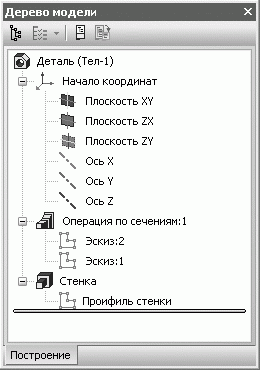 Дерево модели
Деталь (Тел-1)
Начало координат
Плоскость XY
Плоскость ZX
Плоскость ZY
Ось X
Ось Y
Ось Z
Операция по сечениям:1
Эскиз:2
Эскиз:1
Стенка
Проифиль стенки
Построение